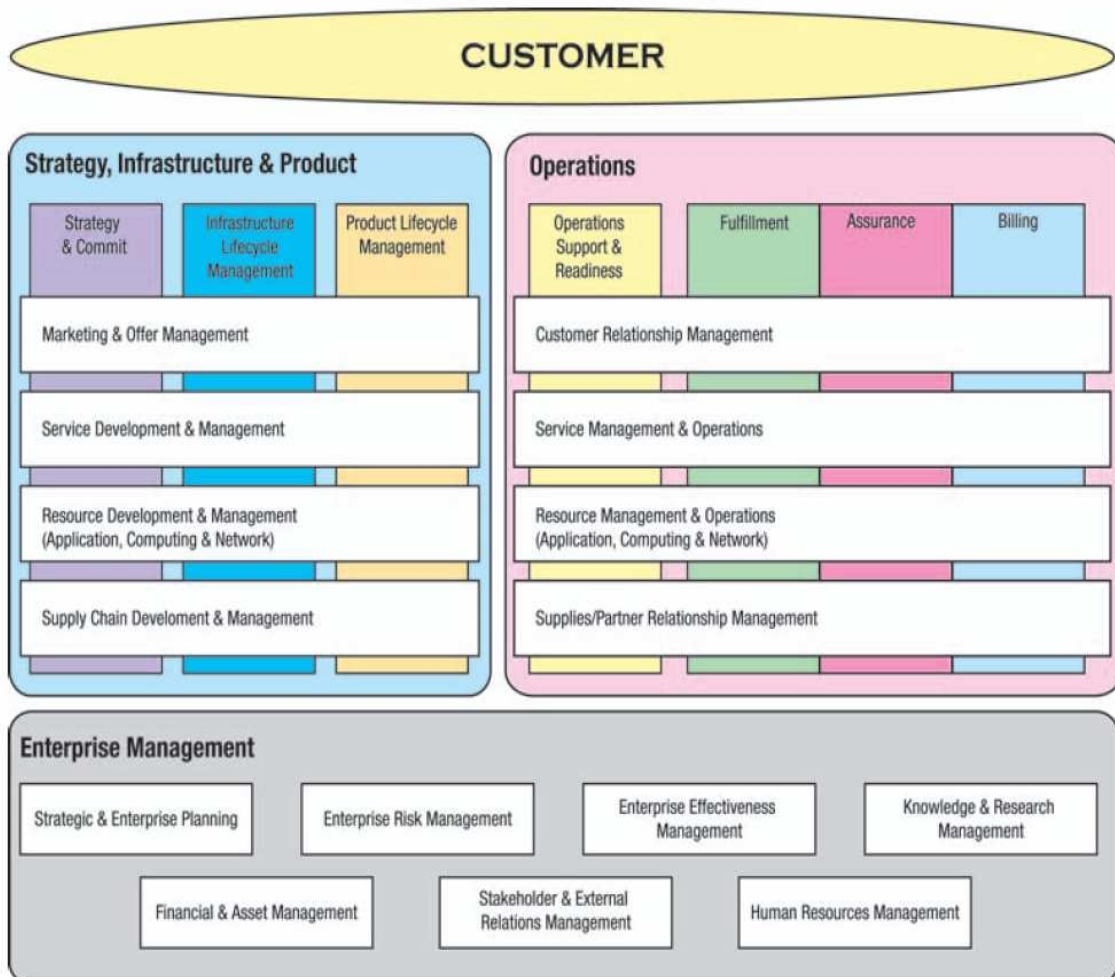 CUSTOMER
Strategy, Infrastructure & Product
Strategy
& Commit
Infrastructure
Lifecycle
Management
Product Lifecycle
Management
Marketing & Offer Management
Service Development & Management
Resource Development & Management
(Application, Computing & Network)
Supply Chain Develoment & Management
Operations
Operations
Support &
Readiness
Fulfillment
Assurance
Billing
Customer Relationship Management
Service Management & Operations
Resource Management & Operations
(Application, Computing & Network)
Supplies/Partner Relationship Management
Enterprise Management
Strategic & Enterprise Planning
Enterprise Risk Management
Enterprise Effectiveness
Management
Knowledge & Research
Management
Financial & Asset Management
Stakeholder & External
Relations Management
Human Resources Management